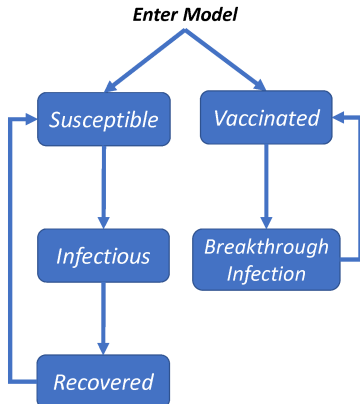 Enter Model
Susceptible
Vaccinated
Infectious
Breakthrough
Infection
Recovered